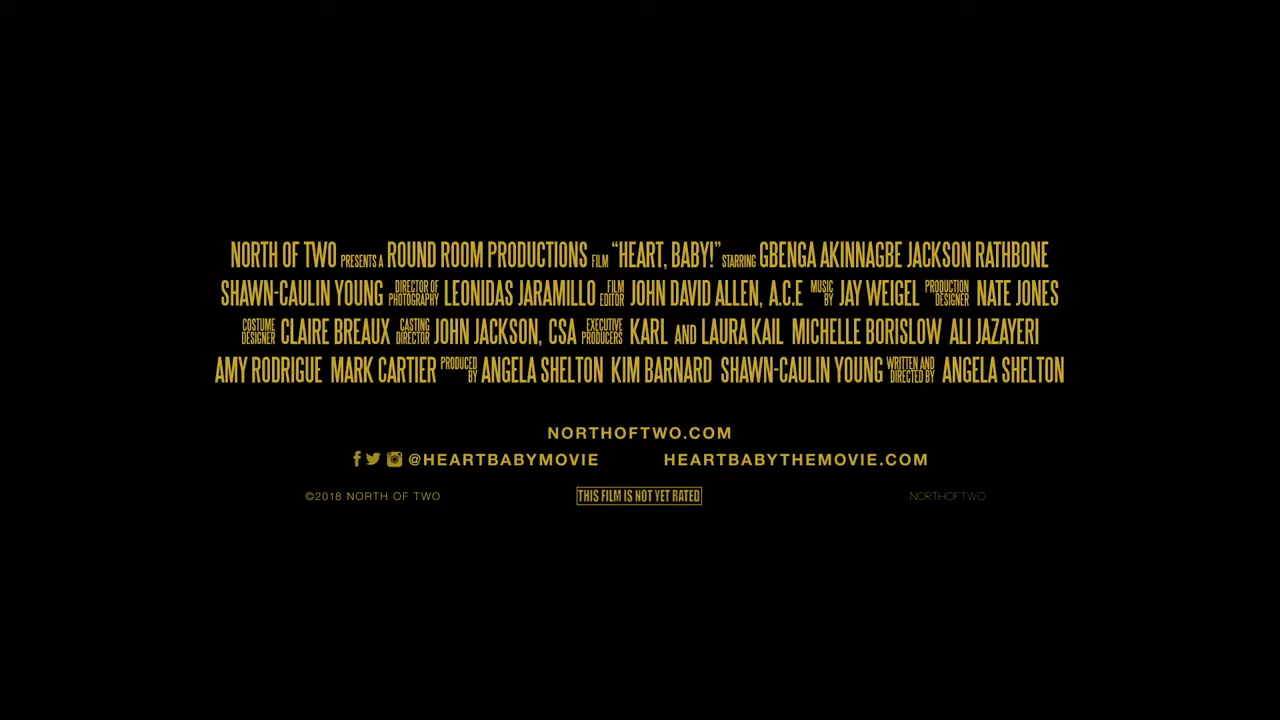 NORTH OF TWO PRESENTS A ROUND ROOM PRODUCTIONS FILM “HEART, BABY!” STARRING GBENGA AKINNAGBE JACKSON RATHBONE
SHAWN-CAULIN YOUNG DIRECTOR OF PHOTOGRAPHY LEONIDAS JARAMILLO FILM EDITOR JOHN DAVID ALLEN, A.C.E MUSIC BY JAY WEIGEL PRODUCTION DESIGNER NATE JONES
COSTUME DESIGNER CLAIRE BREAUX CASTING DIRECTOR JOHN JACKSON, CSA EXECUTIVE PRODUCERS KARL AND LAURA KAIL MICHELLE BORISLOW ALI JAZAYERI
AMY RODRIGUE MARK CARTIER PRODUCED BY ANGELA SHELTON KIM BARNARD SHAWN-CAULIN YOUNG WRITTEN AND DIRECTED BY ANGELA SHELTON
NORTHOFTWO.COM
@HEARTBABYMOVIE HEARTBABYTHEMOVIE.COM
©2018 NORTH OF TWO THIS FILM IS NOT YET RATED NORTHOFTWO